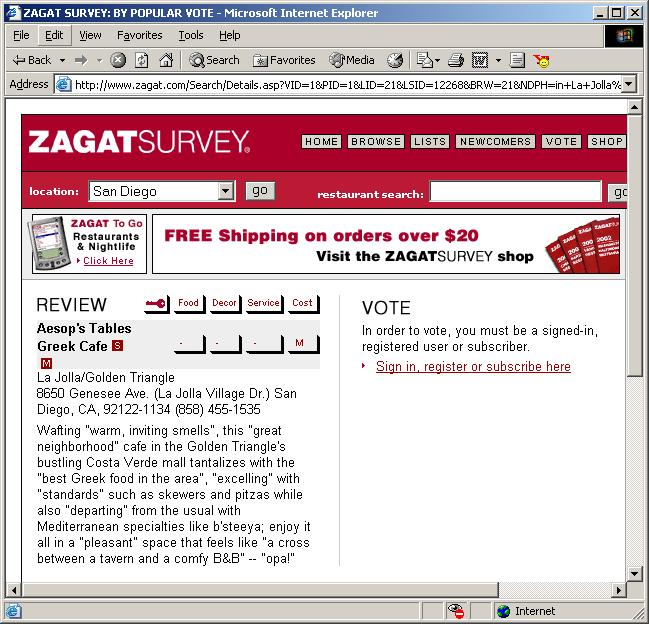 ZAGAT SURVEY: BY POPULAR VOTE - Microsoft Internet Explorer
File Edit View Favorites Tools Help
Back Search Favorites Media
Address http://www.zagat.com/Search/Details.asp?VID=1&PID=1&LID=21&LSID=12268&BRW=21&NDPH=in+La+Jolla%
ZAGATSURVEY®
HOME BROWSE LISTS NEWCOMERS VOTE SHOP
location: San Diego go restaurant search: go
ZAGAT To Go
Restaurants
& Nightlife
Click Here
FREE Shipping on orders over $20
Visit the ZAGATSURVEY shop
REVIEW Food Decor Service Cost
Aesop's Tables
Greek Cafe S - - - M
M
La Jolla/Golden Triangle
8650 Genesee Ave. (La Jolla Village Dr.) San
Diego, CA, 92122-1134 (858) 455-1535
Wafting "warm, inviting smells", this "great
neighborhood" cafe in the Golden Triangle's
bustling Costa Verde mall tantalizes with the
"best Greek food in the area", "excelling" with
"standards" such as skewers and pitzas while
also "departing" from the usual with
Mediterranean specialties like b'steeya; enjoy it
all in a "pleasant" space that feels like "a cross
between a tavern and a comfy B&B" -- "opa!"
VOTE
In order to vote, you must be a signed-in,
registered user or subscriber.
Sign in, register or subscribe here
Internet